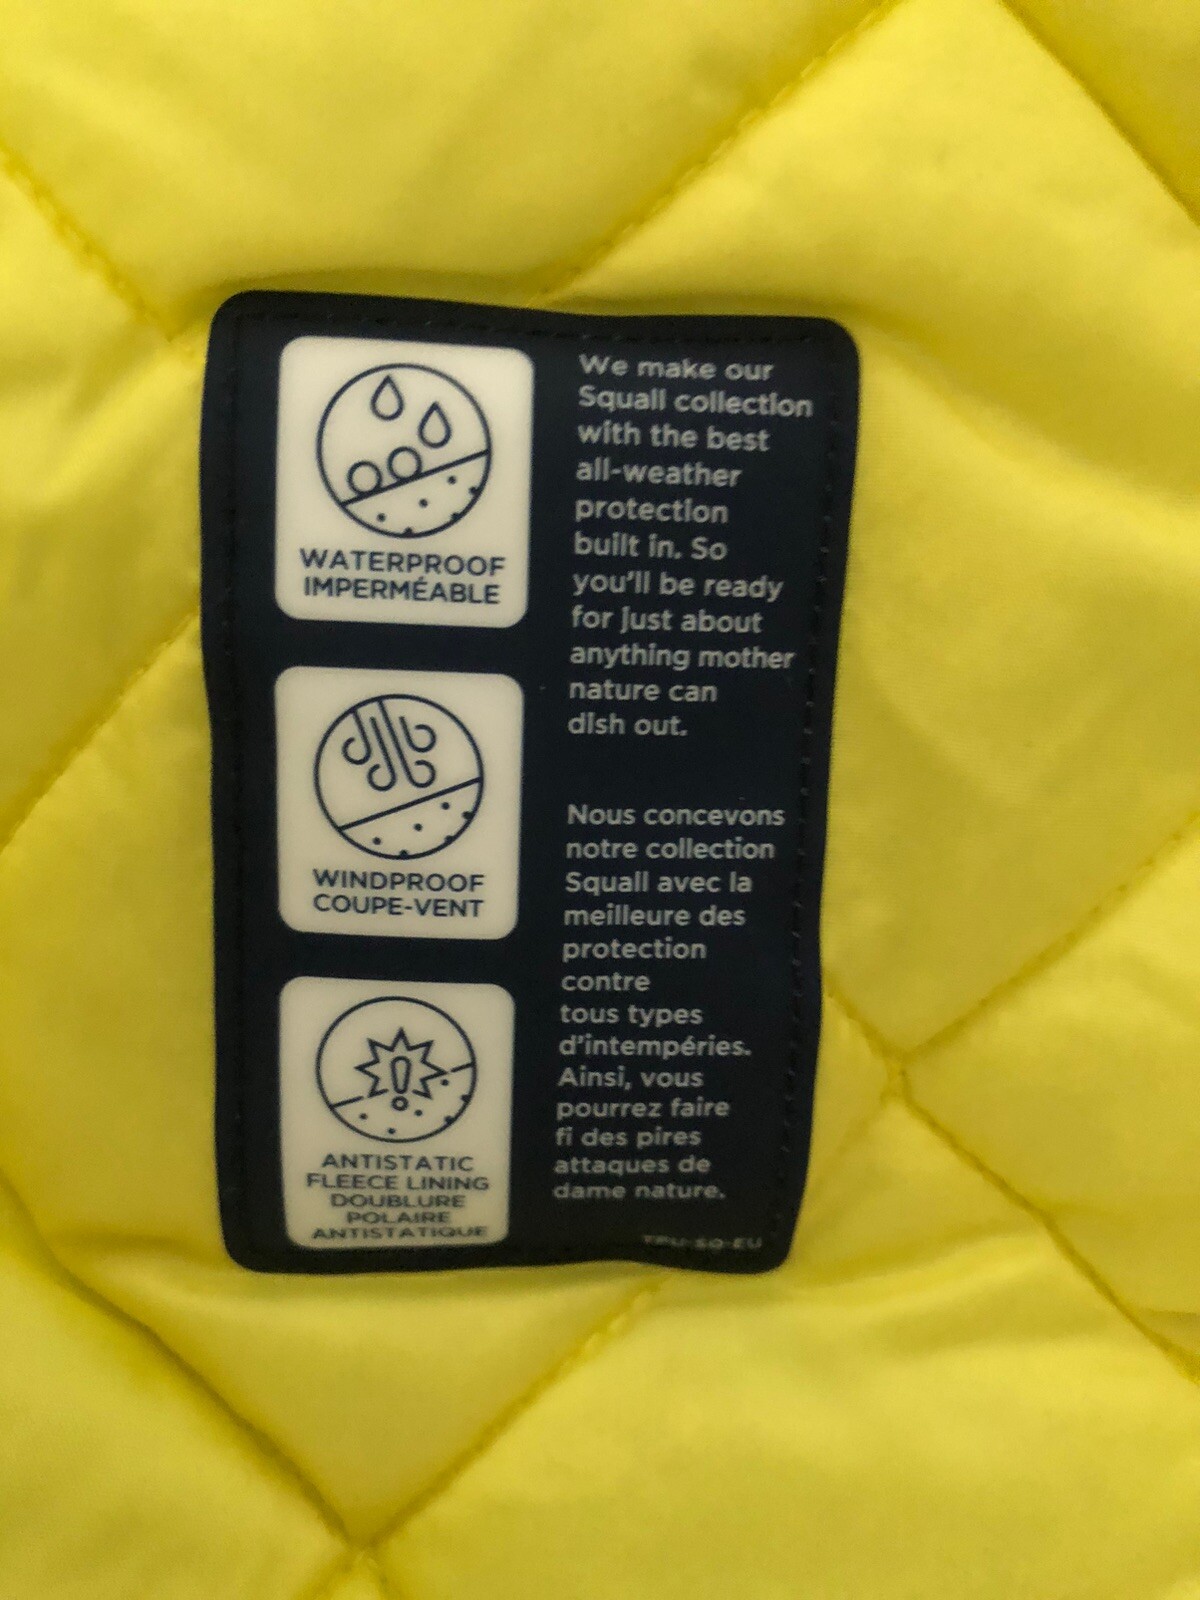 WATERPROOF
IMPERMÉABLE
WINDPROOF
COUPE-VENT
ANTISTATIC
FLEECE LINING
DOUBLURE
POLAIRE
ANTISTATIQUE
We make our
Squall collection
with the best
all-weather
protection
built in. So
you'll be ready
for just about
anything mother
nature can
dish out.
Nous concevons
notre collection
Squall avec la
meilleure des
protection
contre
tous types
d'intempéries.
Ainsi, vous
pourrez faire
fi des pires
attaques de
dame nature.
TPU-SQ-EU